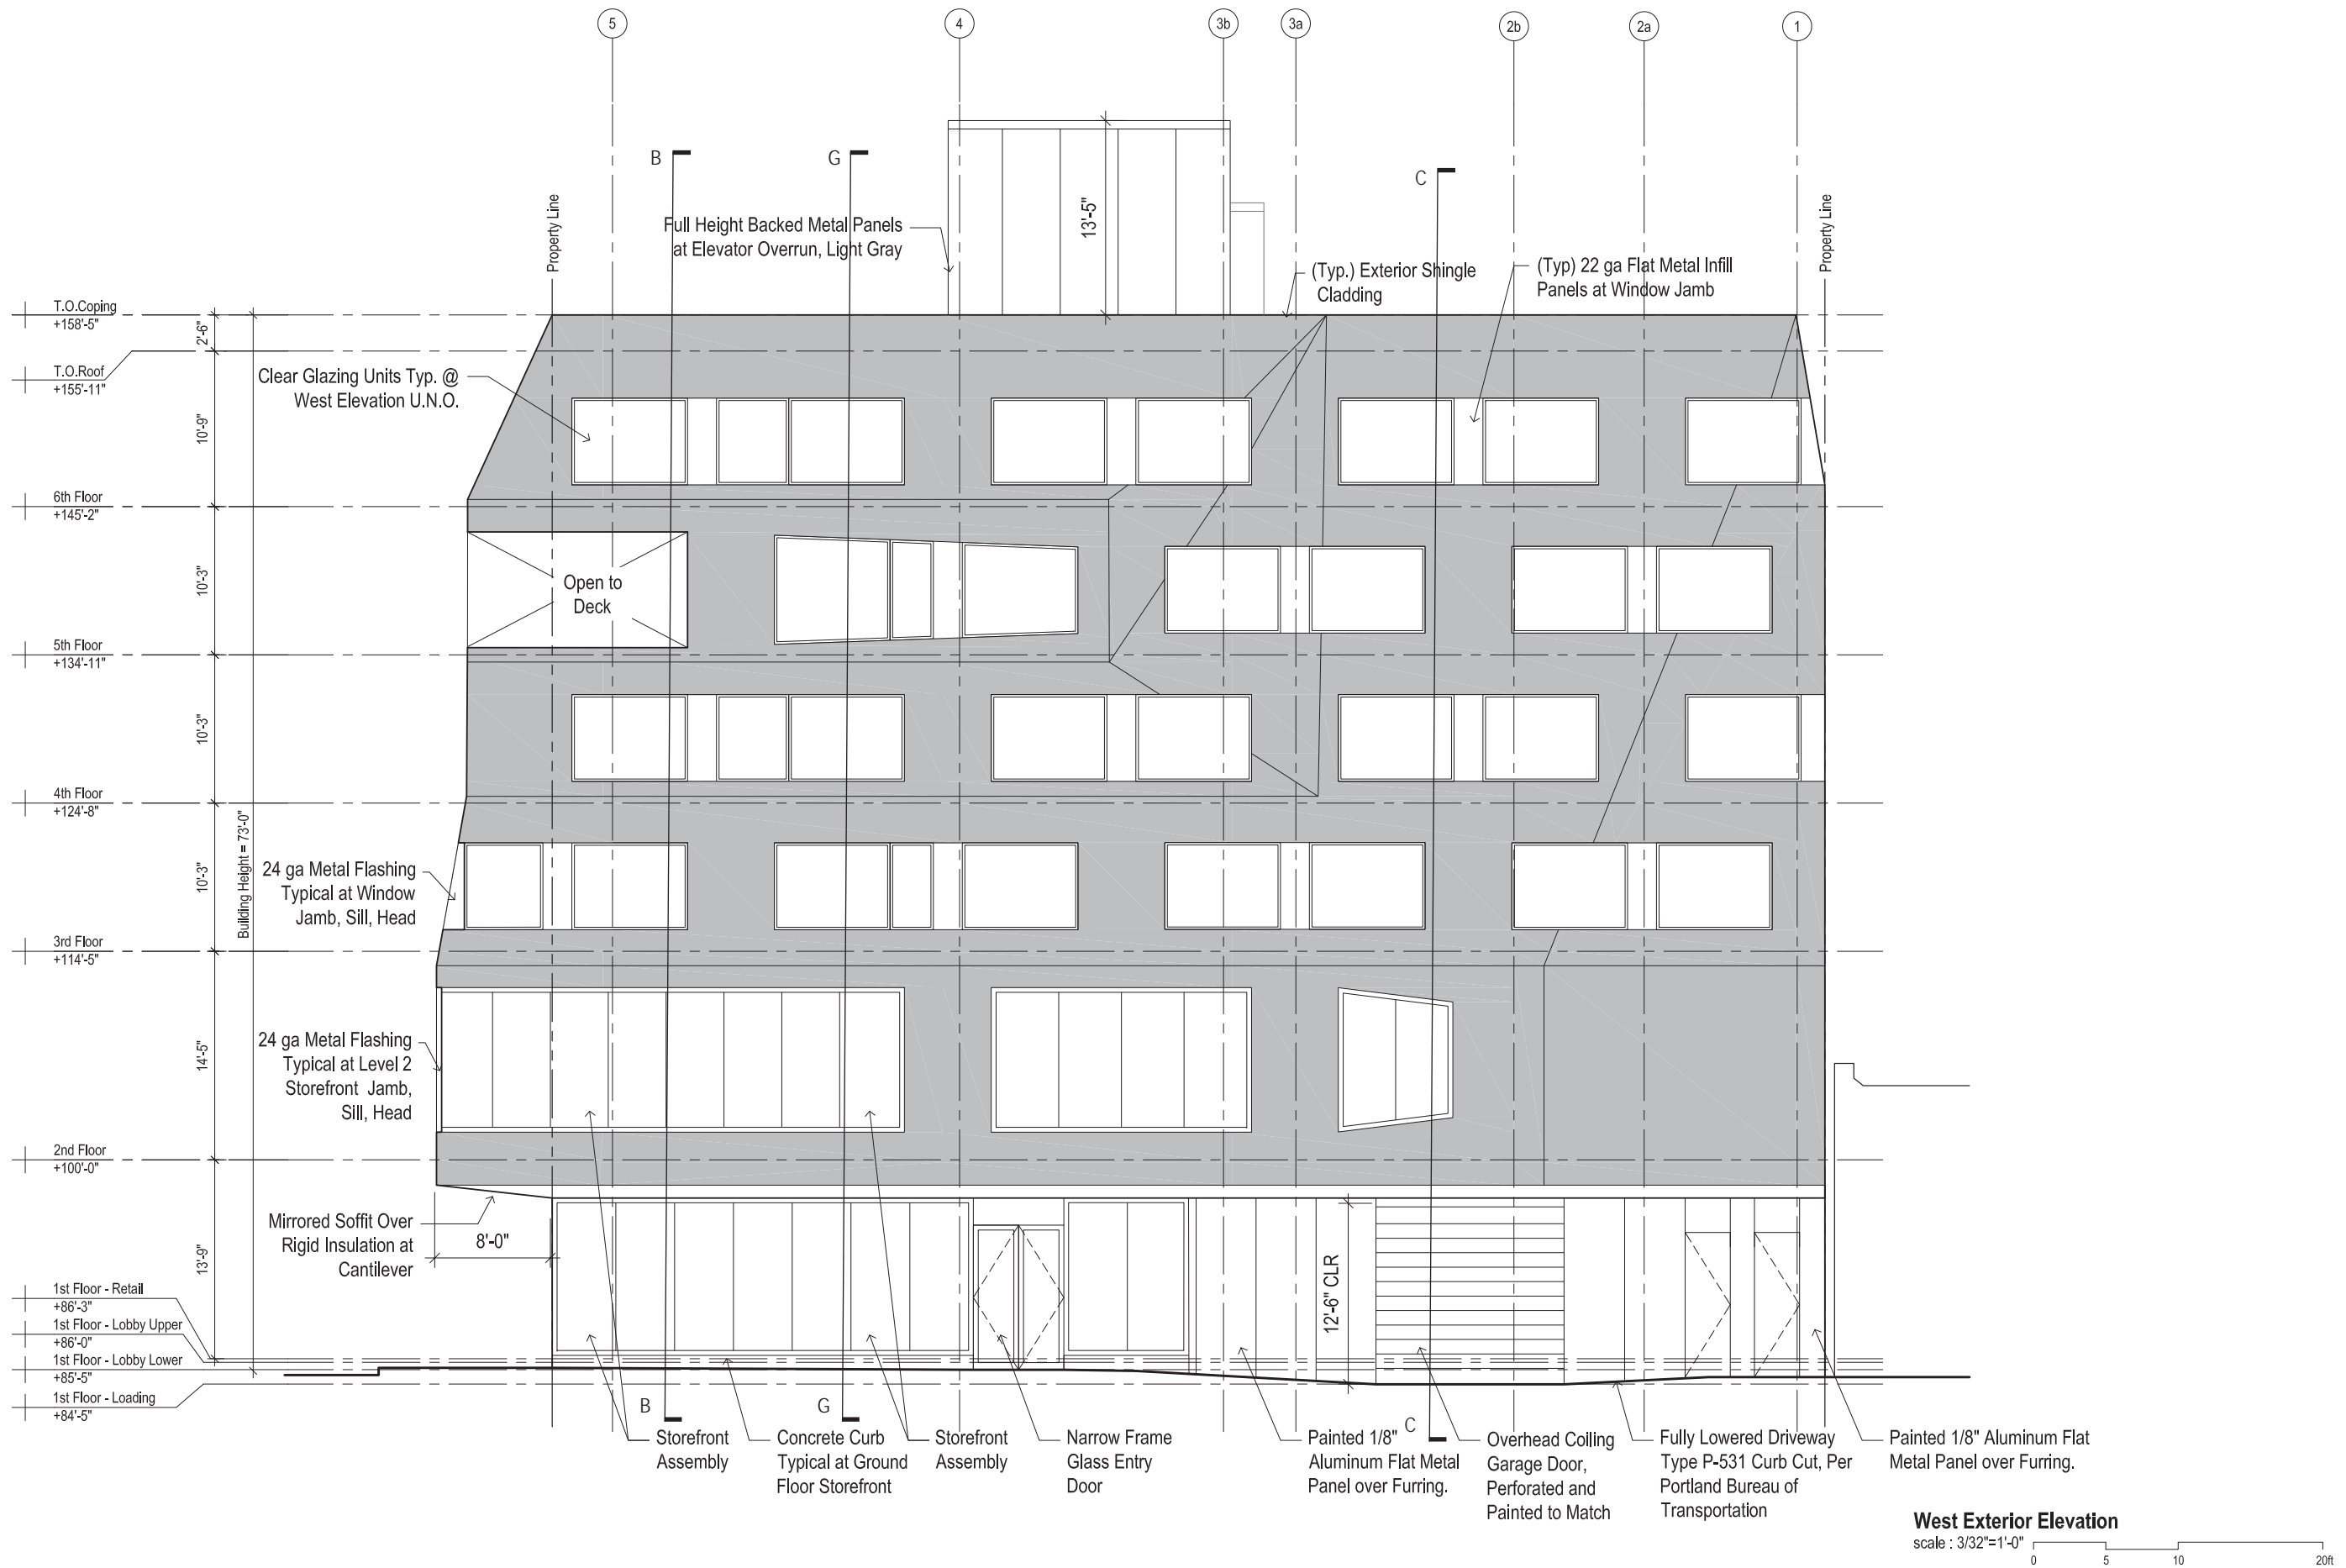 5
4
3b
3a
2b
2a
1
B
G
C
Property Line
Property Line
13'-5"
Full Height Backed Metal Panels
at Elevator Overrun, Light Gray
(Typ.) Exterior Shingle
Cladding
(Typ) 22 ga Flat Metal Infill
Panels at Window Jamb
T.O.Coping
+158'-5"
2'-6"
T.O.Roof
+155'-11"
Clear Glazing Units Typ. @
West Elevation U.N.O.
10'-9"
6th Floor
+145'-2"
Open to
Deck
10'-3"
5th Floor
+134'-11"
10'-3"
4th Floor
+124'-8"
Building Height = 73'-0"
24 ga Metal Flashing
Typical at Window
Jamb, Sill, Head
10'-3"
3rd Floor
+114'-5"
24 ga Metal Flashing
Typical at Level 2
Storefront Jamb,
Sill, Head
14'-5"
2nd Floor
+100'-0"
Mirrored Soffit Over
Rigid Insulation at
Cantilever
8'-0"
13'-9"
12'-6" CLR
1st Floor - Retail
+86'-3"
1st Floor - Lobby Upper
+86'-0"
1st Floor - Lobby Lower
+85'-5"
1st Floor - Loading
+84'-5"
B
G
C
Storefront
Assembly
Concrete Curb
Typical at Ground
Floor Storefront
Storefront
Assembly
Narrow Frame
Glass Entry
Door
Painted 1/8"
Aluminum Flat Metal
Panel over Furring.
Overhead Coiling
Garage Door,
Perforated and
Painted to Match
Fully Lowered Driveway
Type P-531 Curb Cut, Per
Portland Bureau of
Transportation
Painted 1/8" Aluminum Flat
Metal Panel over Furring.
West Exterior Elevation
scale : 3/32"=1'-0"
0 5 10 20ft